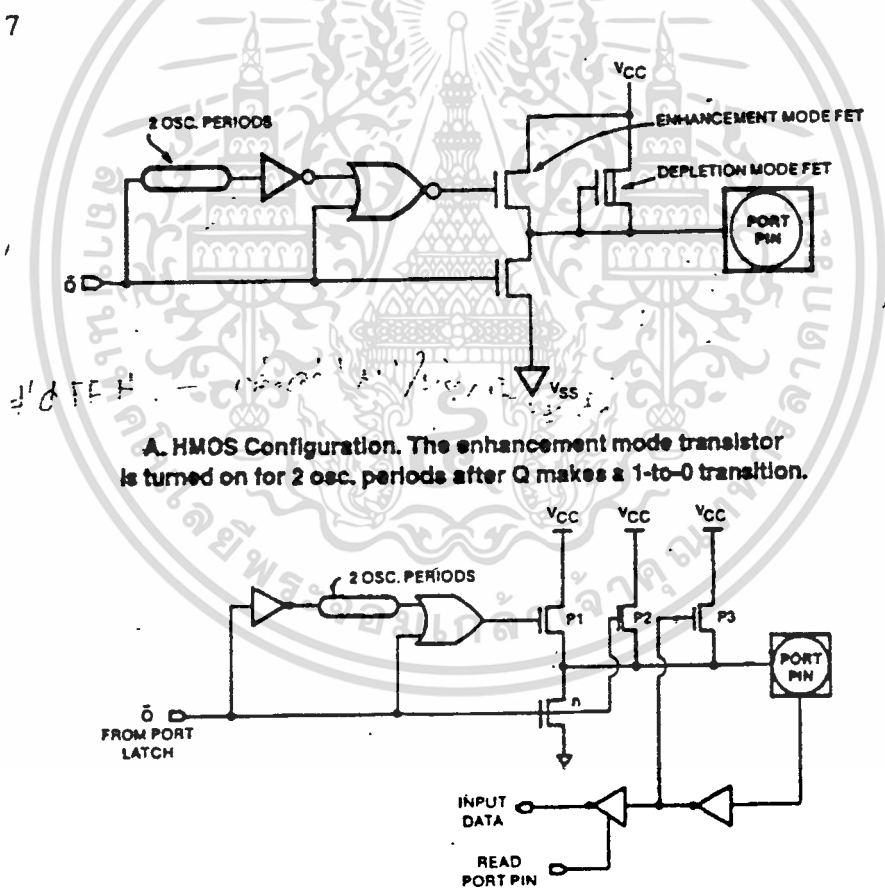 7
VCC
2 OSC. PERIODS
ENHANCEMENT MODE FET
DEPLETION MODE FET
PORT
PIN
Q̄
VSS
A. HMOS Configuration. The enhancement mode transistor
is turned on for 2 osc. periods after Q makes a 1-to-0 transition.
VCC
VCC
VCC
2 OSC. PERIODS
P1
P2
P3
PORT
PIN
n
Q̄
FROM PORT
LATCH
INPUT
DATA
READ
PORT PIN